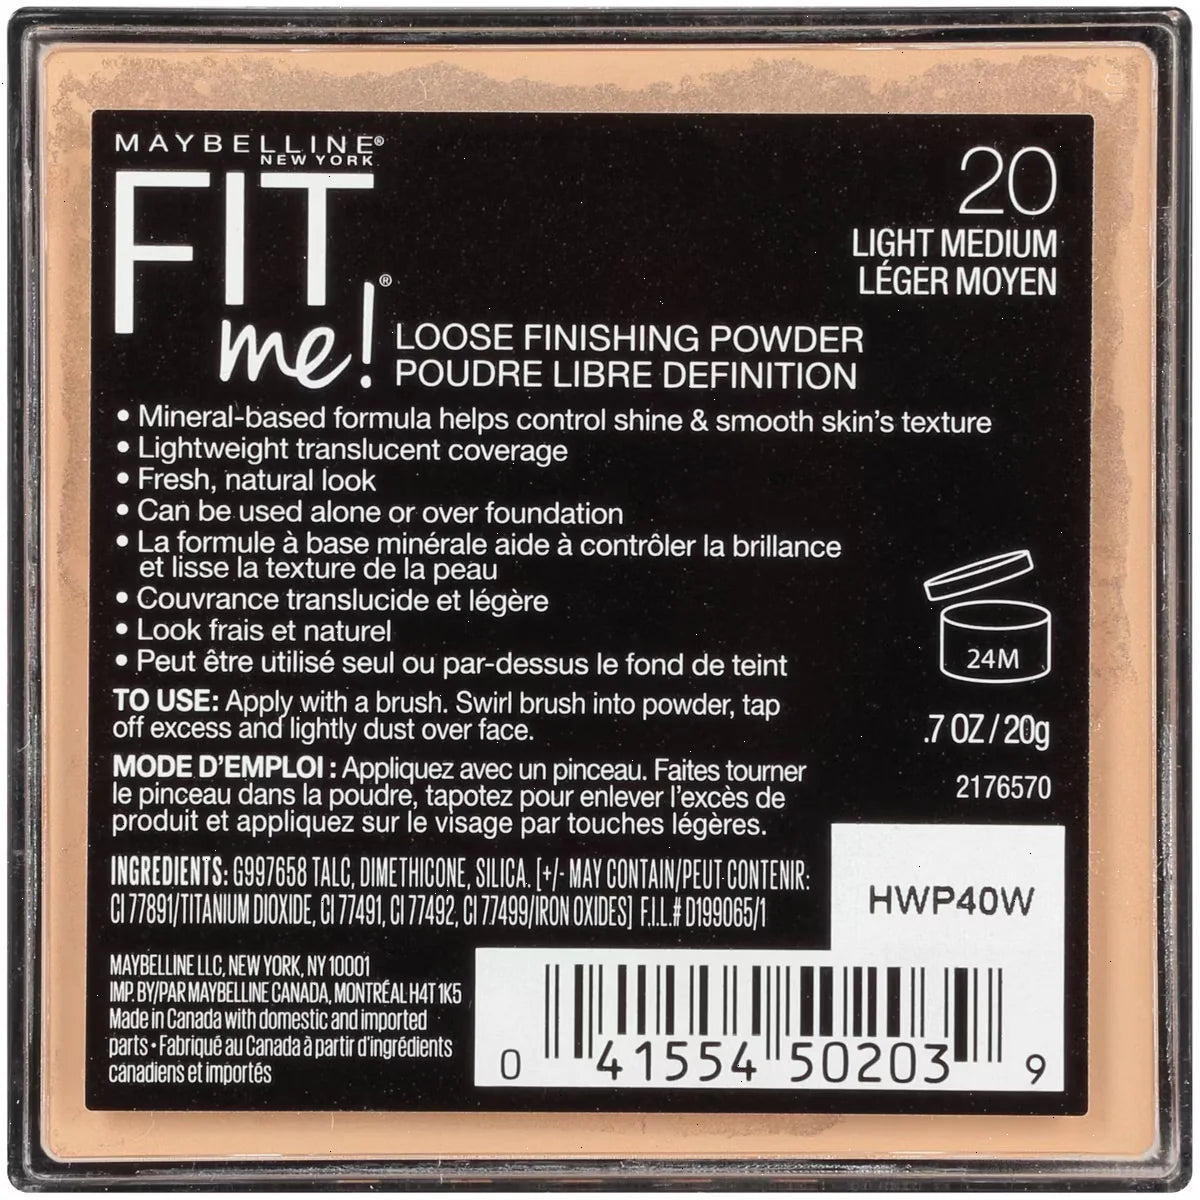 MAYBELLINE®
NEW YORK
FIT
me!®
20
LIGHT MEDIUM
LÉGER MOYEN
LOOSE FINISHING POWDER
POUDRE LIBRE DEFINITION
• Mineral-based formula helps control shine & smooth skin's texture
• Lightweight translucent coverage
• Fresh, natural look
• Can be used alone or over foundation
• La formule à base minérale aide à contrôler la brillance
et lisse la texture de la peau
• Couvrance translucide et légère
• Look frais et naturel
• Peut être utilisé seul ou par-dessus le fond de teint
TO USE: Apply with a brush. Swirl brush into powder, tap
off excess and lightly dust over face.
MODE D'EMPLOI : Appliquez avec un pinceau. Faites tourner
le pinceau dans la poudre, tapotez pour enlever l'excès de
produit et appliquez sur le visage par touches légères.
24M
.7 OZ / 20g
2176570
INGREDIENTS: G997658 TALC, DIMETHICONE, SILICA. [+/- MAY CONTAIN/PEUT CONTENIR:
CI 77891/TITANIUM DIOXIDE, CI 77491, CI 77492, CI 77499/IRON OXIDES] F.I.L.# D199065/1
HWP40W
MAYBELLINE LLC, NEW YORK, NY 10001
IMP. BY/PAR MAYBELLINE CANADA, MONTRÉAL H4T 1K5
Made in Canada with domestic and imported
parts • Fabriqué au Canada à partir d'ingrédients
canadiens et importés
0 41554 50203 9